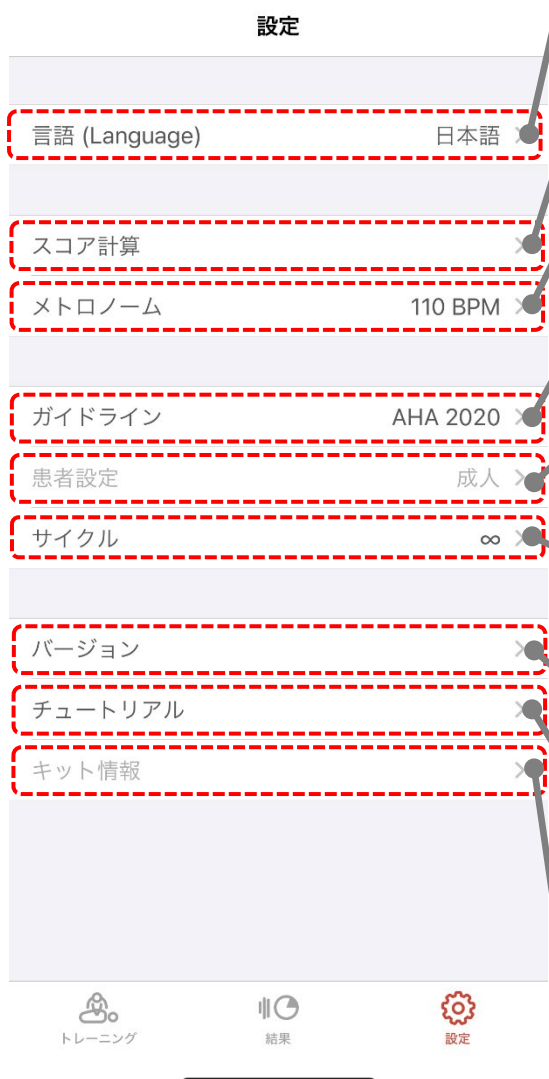 設定
言語 (Language) 日本語
スコア計算
メトロノーム 110 BPM
ガイドライン AHA 2020
患者設定 成人
サイクル ∞
バージョン
チュートリアル
キット情報
トレーニング 結果 設定